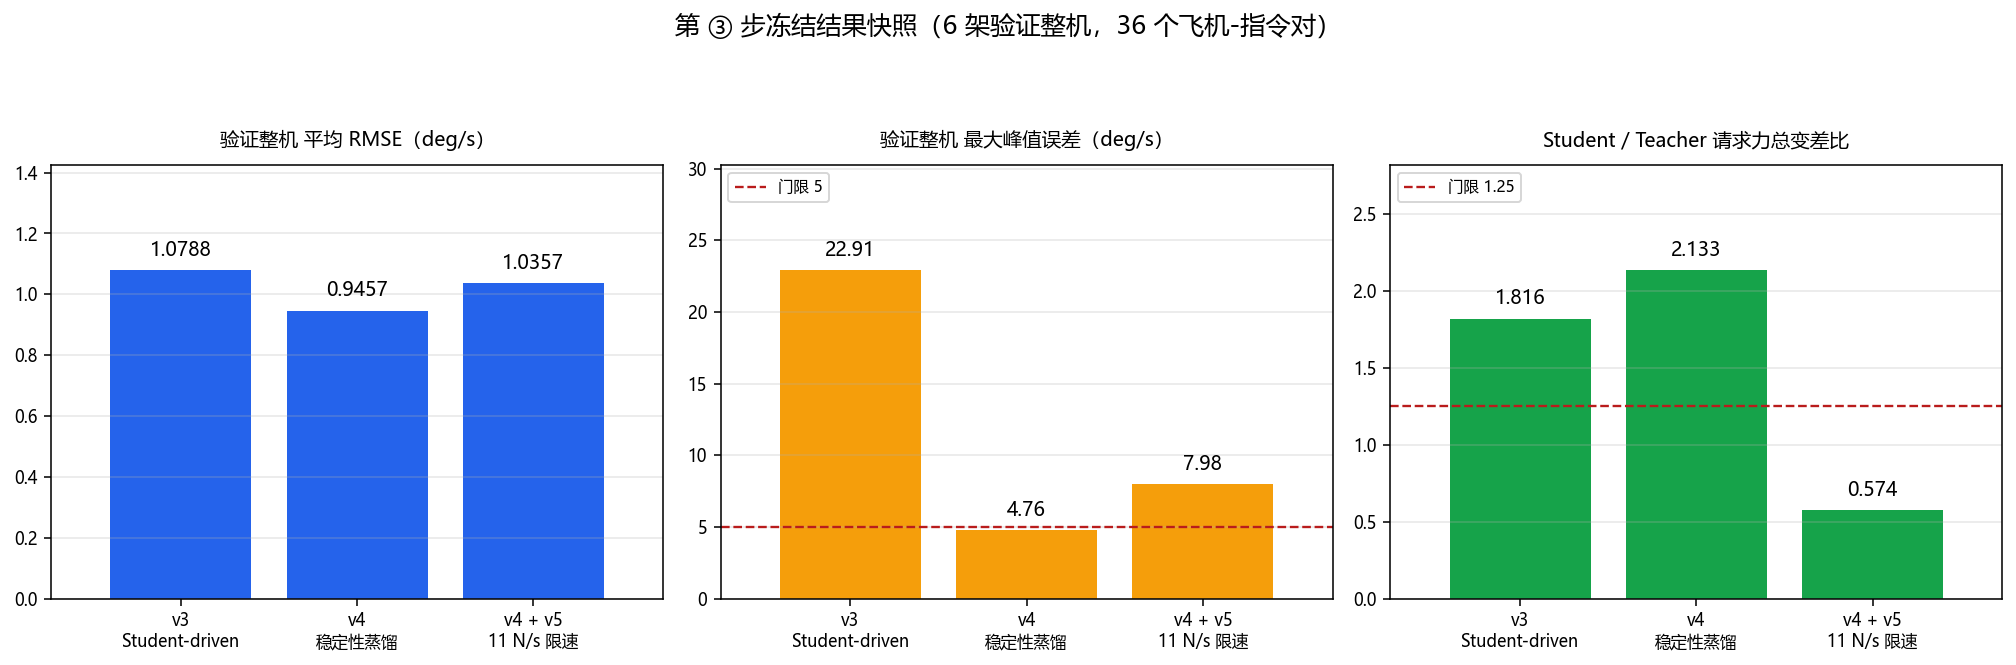 第 ③ 步冻结结果快照（6 架验证整机，36 个飞机-指令对）
验证整机 平均 RMSE（deg/s）
1.4
1.2
1.0
0.8
0.6
0.4
0.2
0.0
1.0788
0.9457
1.0357
v3
Student-driven
v4
稳定性蒸馏
v4 + v5
11 N/s 限速
验证整机 最大峰值误差（deg/s）
门限 5
30
25
20
15
10
5
0
22.91
4.76
7.98
v3
Student-driven
v4
稳定性蒸馏
v4 + v5
11 N/s 限速
Student / Teacher 请求力总变差比
门限 1.25
2.5
2.0
1.5
1.0
0.5
0.0
1.816
2.133
0.574
v3
Student-driven
v4
稳定性蒸馏
v4 + v5
11 N/s 限速